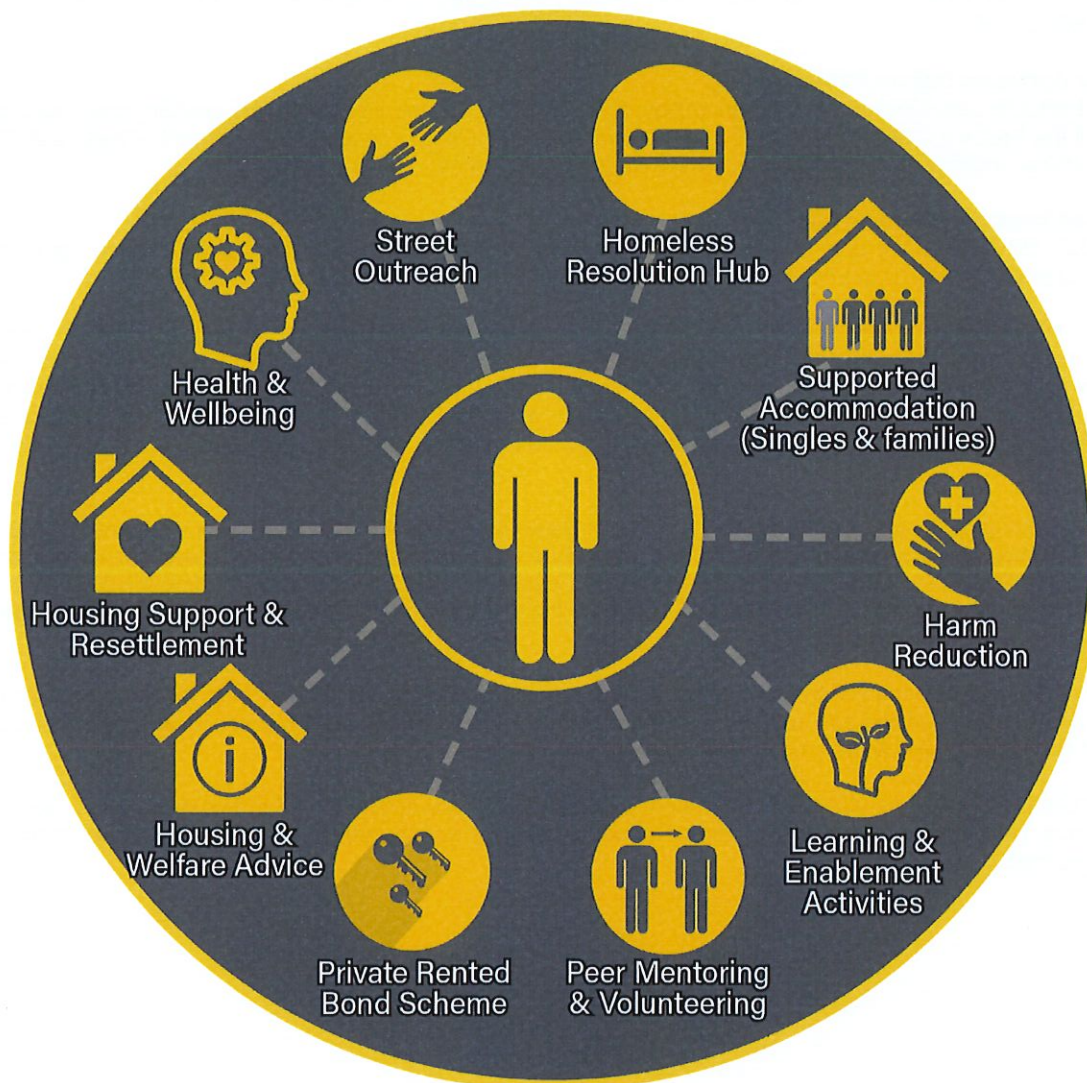 Street
Outreach
Homeless
Resolution Hub
Supported
Accommodation
(Singles & families)
Harm
Reduction
Learning &
Enablement
Activities
Peer Mentoring
& Volunteering
Private Rented
Bond Scheme
Housing &
Welfare Advice
Housing Support &
Resettlement
Health &
Wellbeing